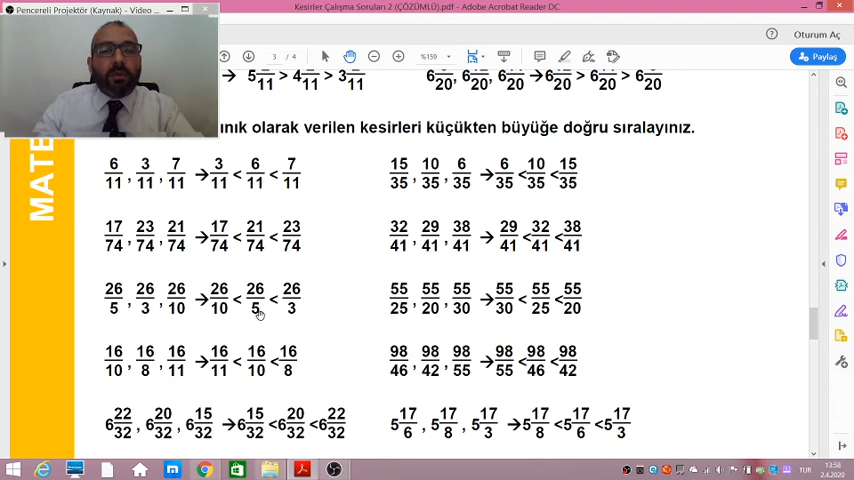 Kesirler Çalışma Soruları 2 (ÇÖZÜMLÜ).pdf - Adobe Acrobat Reader DC
Pencereli Projektör (Kaynak) - Video
Oturum Aç
3 / 4
%159
Paylaş
MATE
ınık olarak verilen kesirleri küçükten büyüğe doğru sıralayınız.
6/11 , 3/11 , 7/11 → 3/11 < 6/11 < 7/11
15/35 , 10/35 , 6/35 → 6/35 < 10/35 < 15/35
17/74 , 23/74 , 21/74 → 17/74 < 21/74 < 23/74
32/41 , 29/41 , 38/41 → 29/41 < 32/41 < 38/41
26/5 , 26/3 , 26/10 → 26/10 < 26/5 < 26/3
55/25 , 55/20 , 55/30 → 55/30 < 55/25 < 55/20
16/10 , 16/8 , 16/11 → 16/11 < 16/10 < 16/8
98/46 , 98/42 , 98/55 → 98/55 < 98/46 < 98/42
6 22/32 , 6 20/32 , 6 15/32 → 6 15/32 < 6 20/32 < 6 22/32
5 17/6 , 5 17/8 , 5 17/3 → 5 17/8 < 5 17/6 < 5 17/3
TUR
13:58
2.4.2020